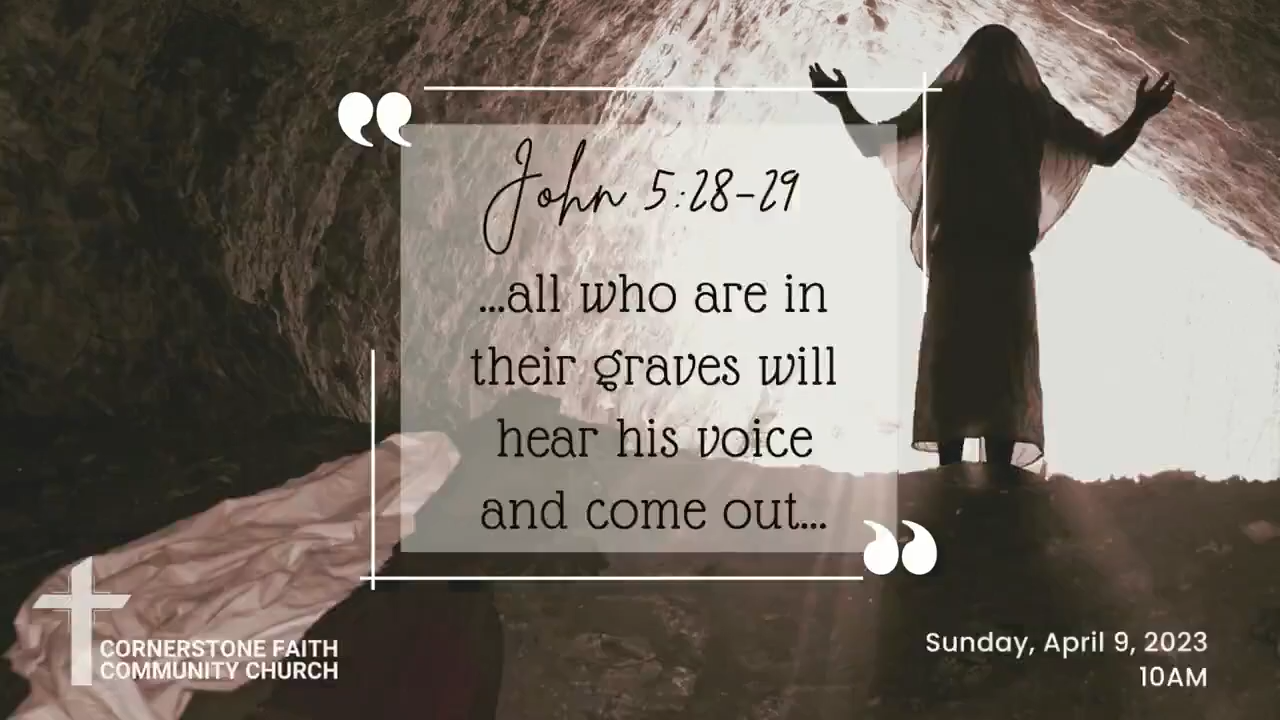 John 5:28-29
...all who are in
their graves will
hear his voice
and come out...
CORNERSTONE FAITH
COMMUNITY CHURCH
Sunday, April 9, 2023
10AM